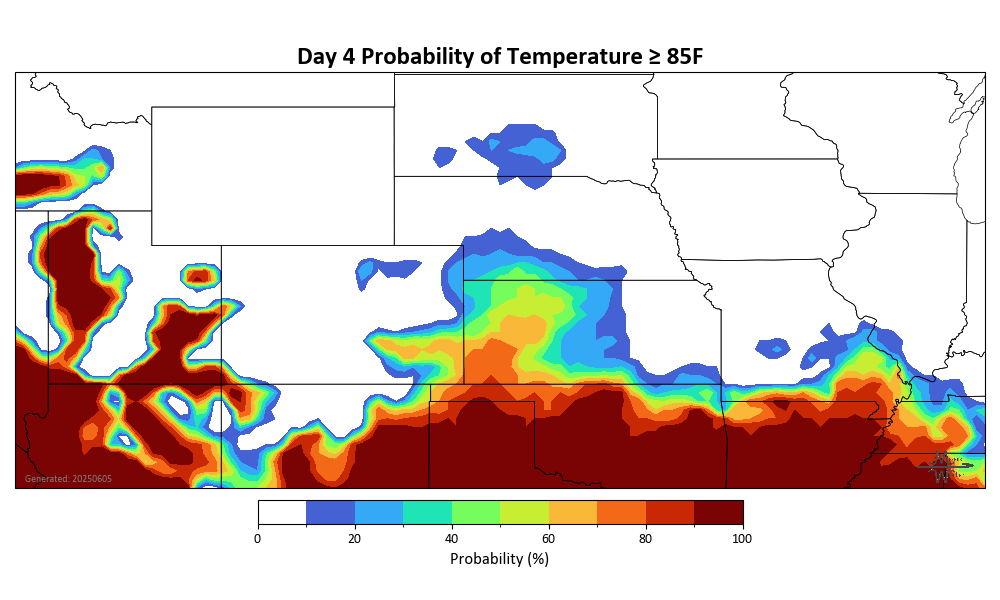 Day 4 Probability of Temperature ≥ 85F
Generated: 20250605
0 20 40 60 80 100
Probability (%)